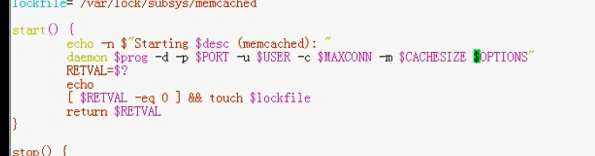 lockfile="/var/lock/subsys/memcached
start() {
echo -n $"Starting $desc (memcached): "
daemon $prog -d -p $PORT -u $USER -c $MAXCONN -m $CACHESIZE $OPTIONS"
RETVAL=$?
echo
[ $RETVAL -eq 0 ] && touch $lockfile
return $RETVAL
}
stop() {